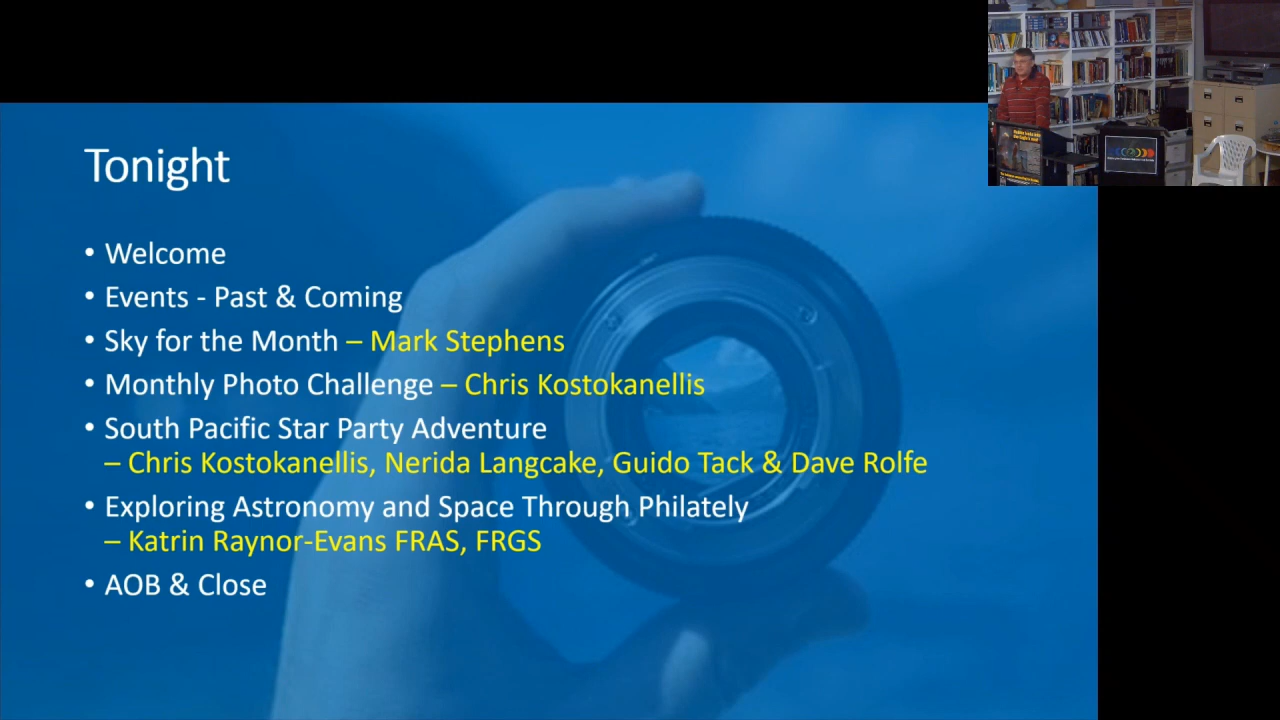 Tonight
• Welcome
• Events - Past & Coming
• Sky for the Month – Mark Stephens
• Monthly Photo Challenge – Chris Kostokanellis
• South Pacific Star Party Adventure
– Chris Kostokanellis, Nerida Langcake, Guido Tack & Dave Rolfe
• Exploring Astronomy and Space Through Philately
– Katrin Raynor-Evans FRAS, FRGS
• AOB & Close